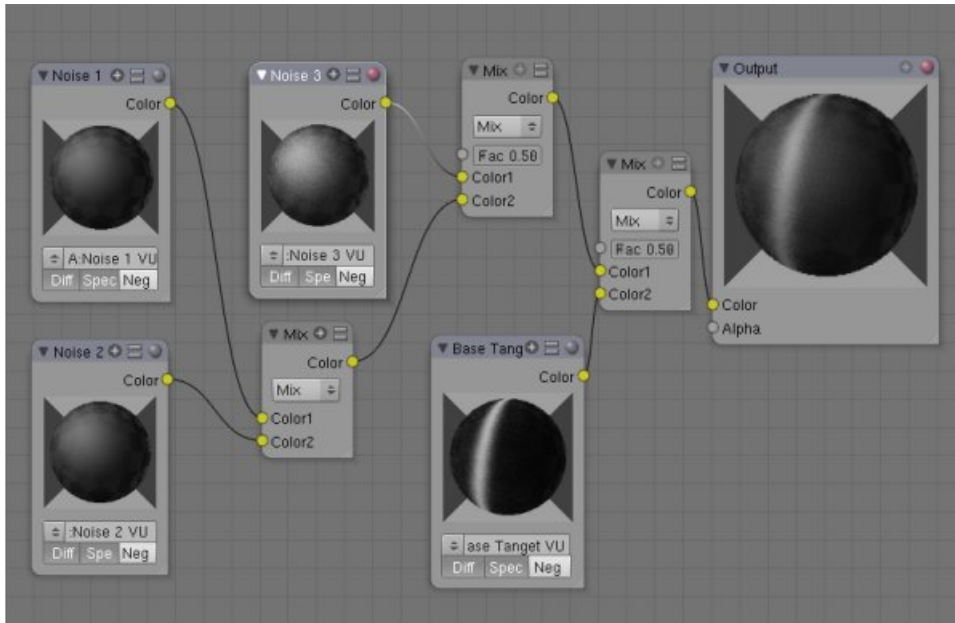 Noise 1
Color
A:Noise 1 VU
Diff Spec Neg
Noise 3
Color
:Noise 3 VU
Diff Spe Neg
Mix
Color
Mix
Fac 0.50
Color1
Color2
Mix
Color
Mix
Fac 0.50
Color1
Color2
Output
Color
Alpha
Noise 2
Color
:Noise 2 VU
Diff Spe Neg
Mix
Color
Mix
Color1
Color2
Base Tang
Color
ase Tanget VU
Diff Spec Neg